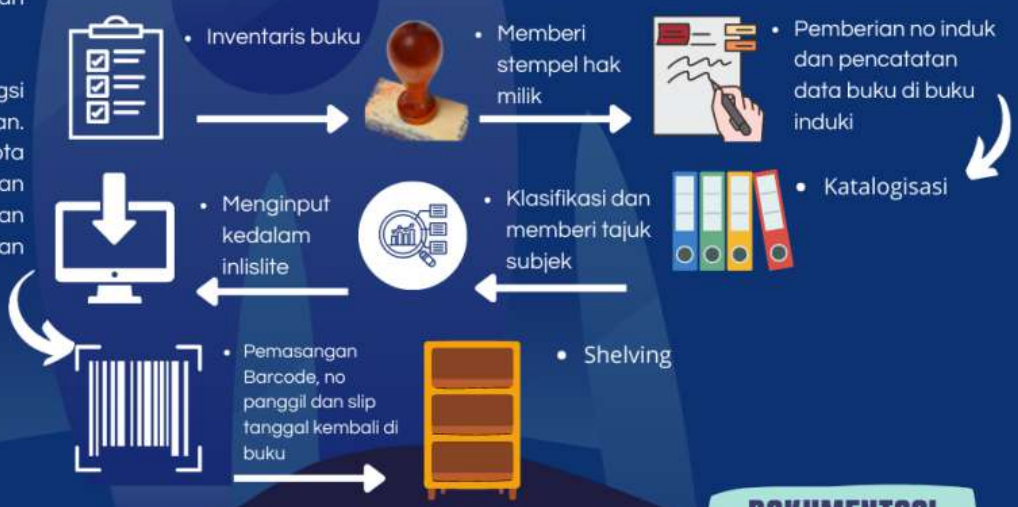 • Inventaris buku
• Memberi
stempel hak
milik
• Pemberian no induk
dan pencatatan
data buku di buku
induki
• Katalogisasi
• Klasifikasi dan
memberi tajuk
subjek
• Menginput
kedalam
inlislite
• Pemasangan
Barcode, no
panggil dan slip
tanggal kembali di
buku
• Shelving
DOKUMENTASI